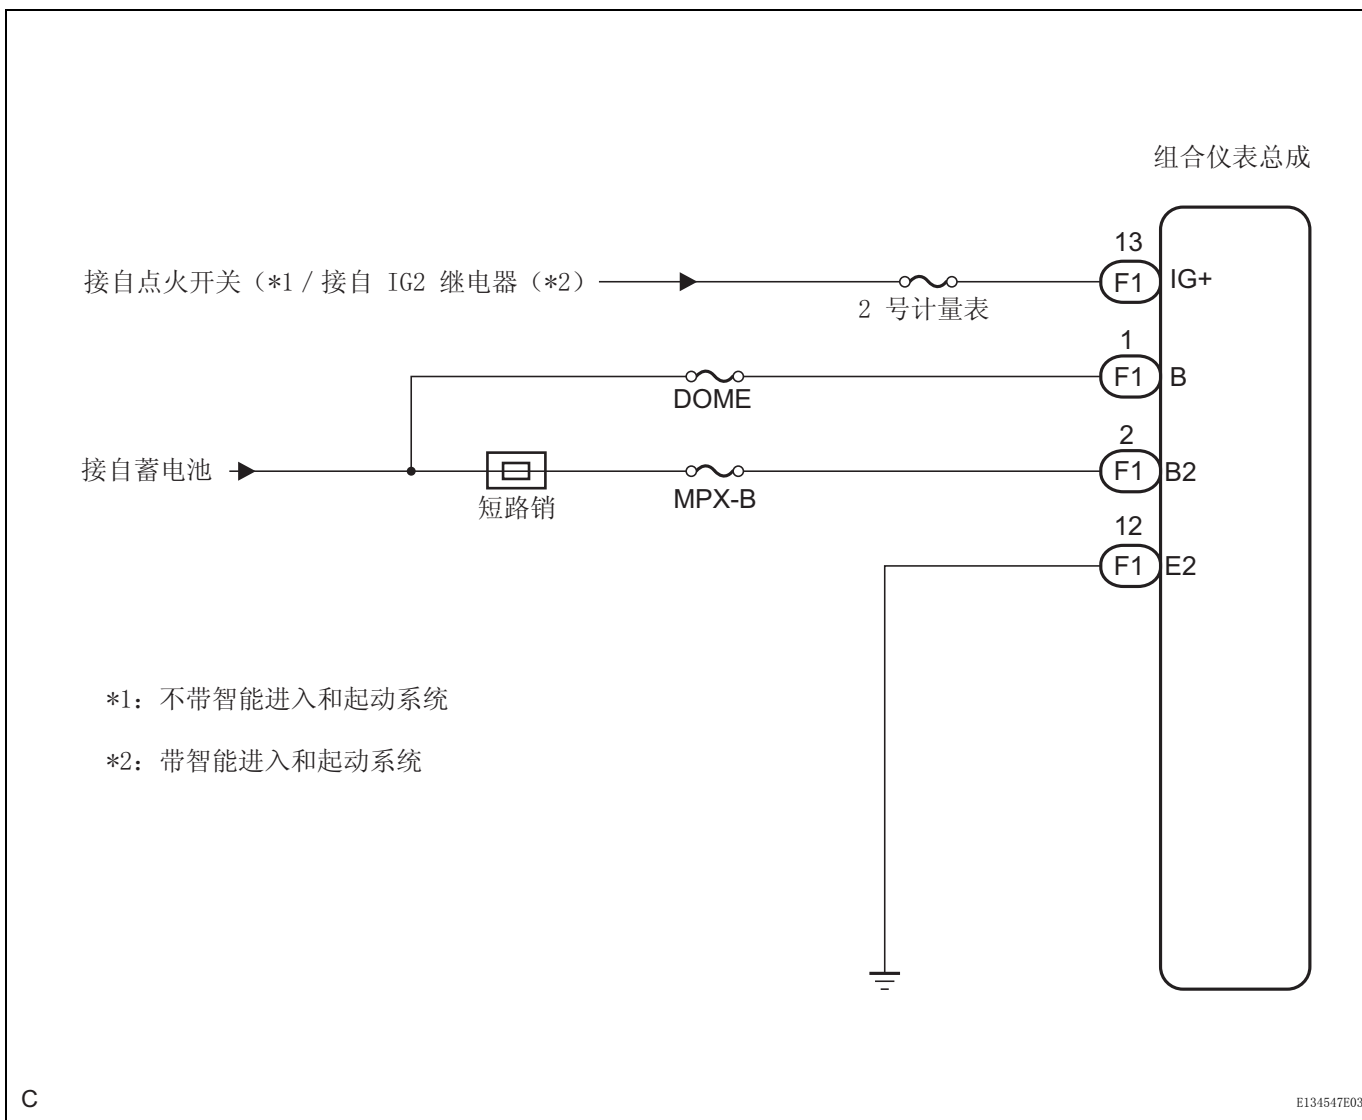 组合仪表总成
13
接自点火开关（*1 / 接自 IG2 继电器（*2）
F1
IG+
2 号计量表
1
F1
B
DOME
2
接自蓄电池
F1
B2
短路销
MPX-B
12
F1
E2
*1：不带智能进入和起动系统
*2：带智能进入和起动系统
C
E134547E03